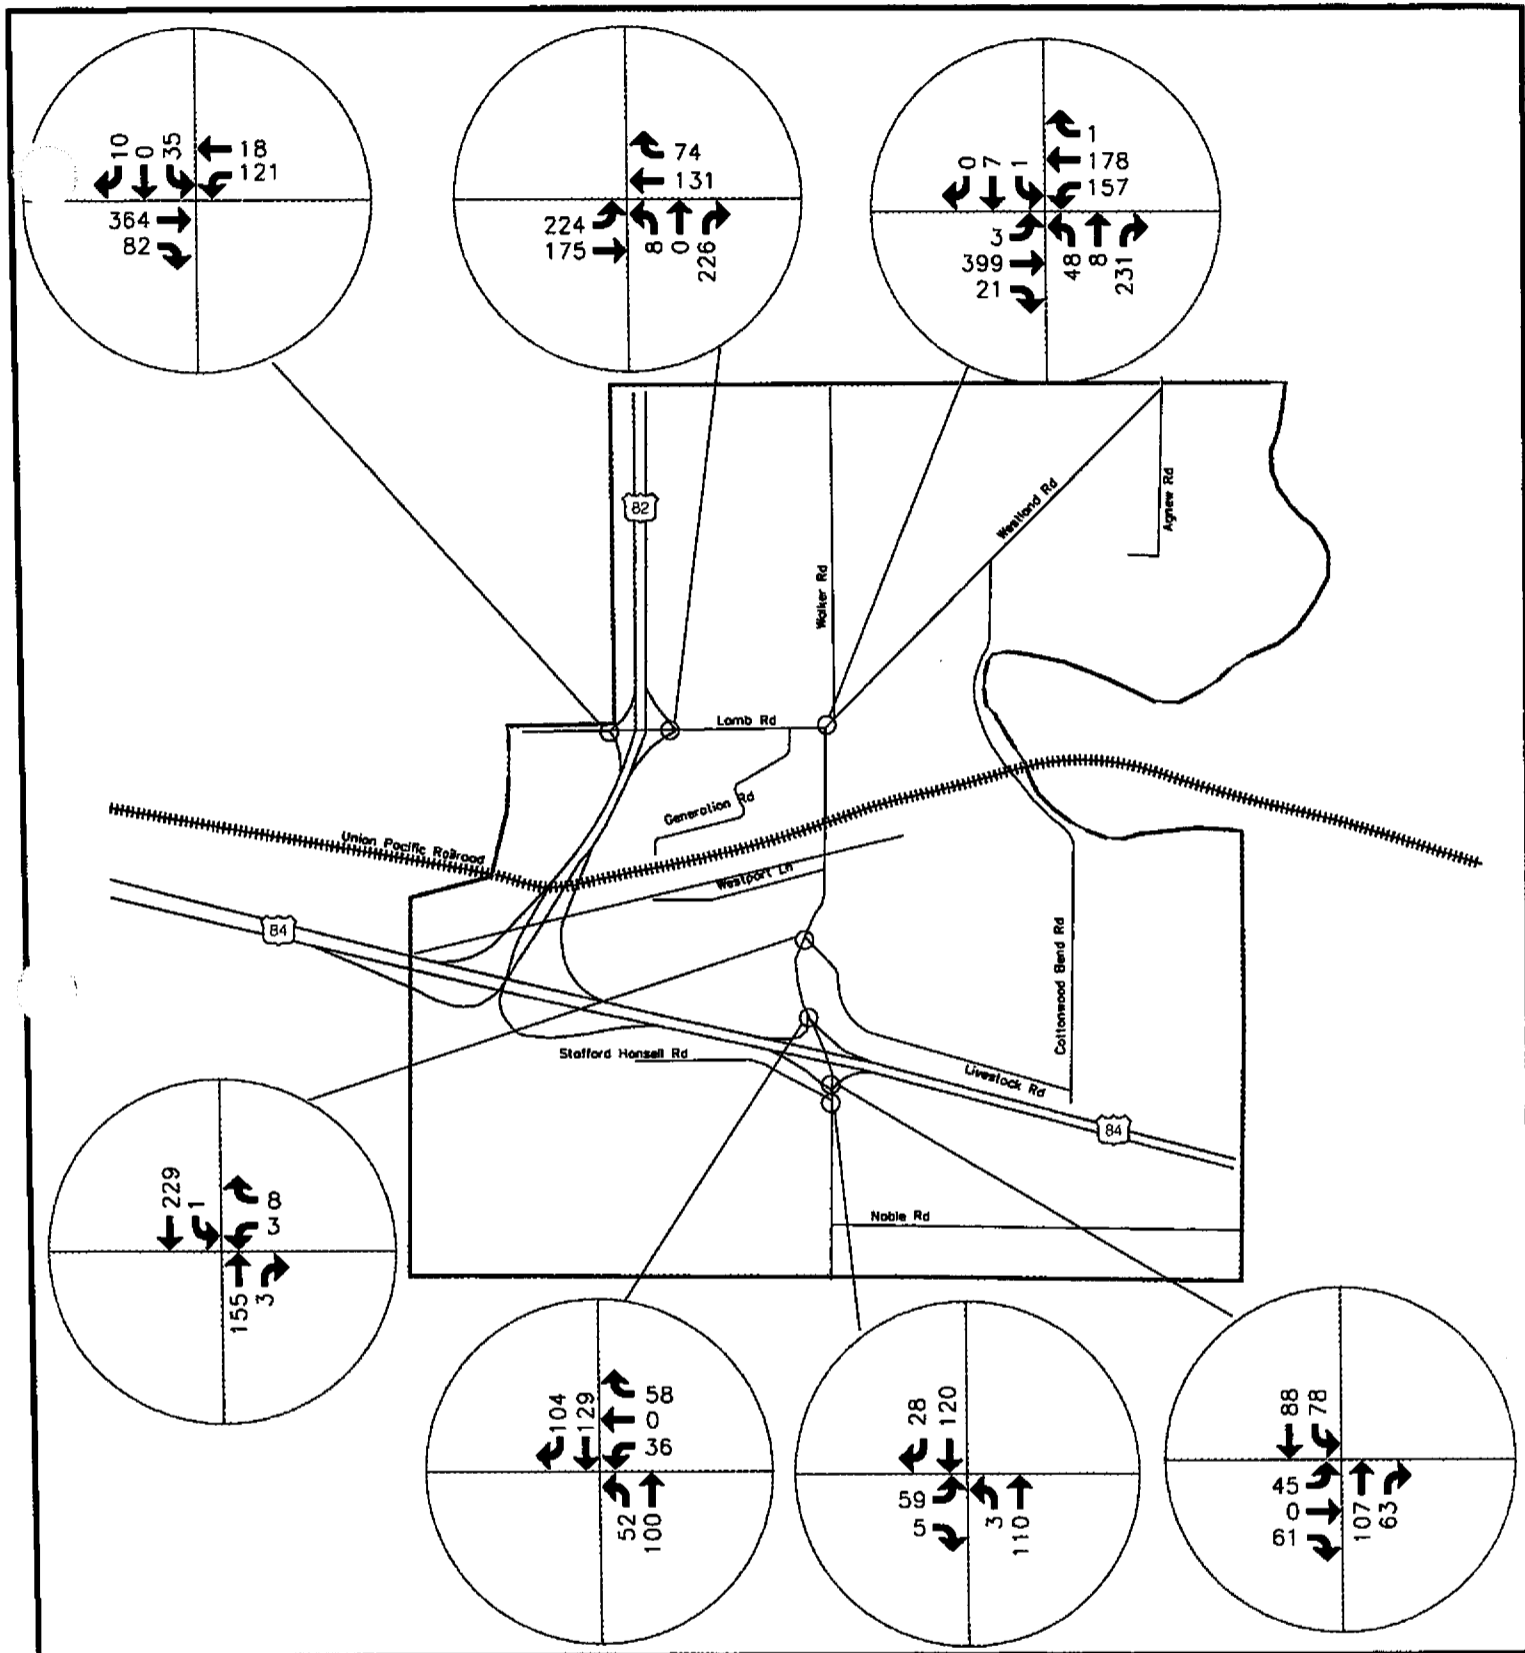 10 0 35
18
121
364
82
74
131
224
175
8 0 226
0 7 1
1
178
157
3
399
21
48 8 231
82
Westland Rd
Agnew Rd
Walker Rd
Lamb Rd
Generation Rd
Union Pacific Railroad
Westport Ln
84
Cottonwood Bend Rd
Stafford Hansell Rd
Livestock Rd
84
Noble Rd
229 1
8
3
155 3
104 129
58
0
36
52 100
28 120
59
5
3 110
88 78
45
0
61
107 63